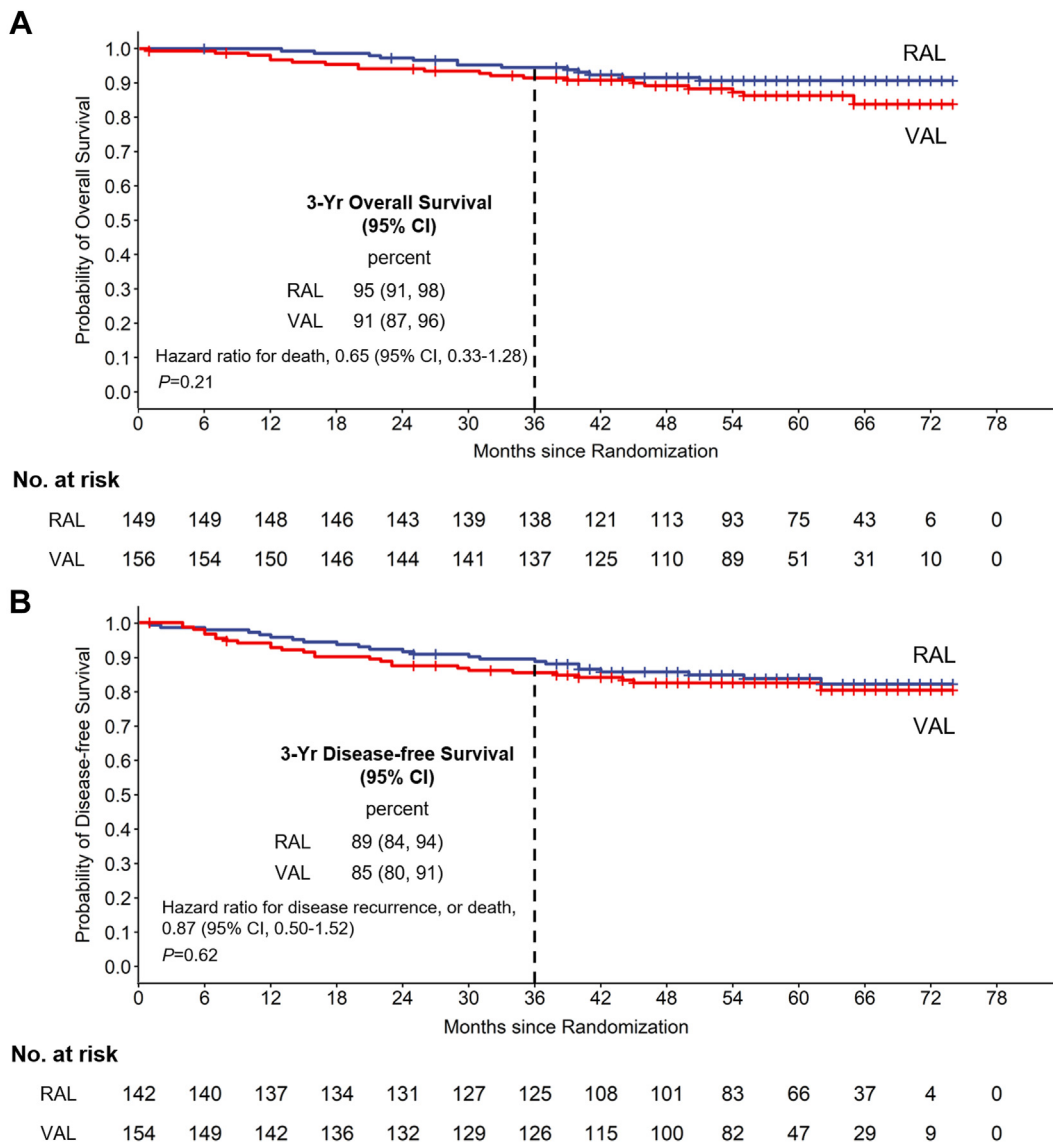 A
1.0
0.9
0.8
0.7
0.6
0.5
0.4
0.3
0.2
0.1
0.0
Probability of Overall Survival
RAL
VAL
3-Yr Overall Survival
(95% CI)
percent
RAL 95 (91, 98)
VAL 91 (87, 96)
Hazard ratio for death, 0.65 (95% CI, 0.33-1.28)
P=0.21
0 6 12 18 24 30 36 42 48 54 60 66 72 78
Months since Randomization
No. at risk
RAL 149 149 148 146 143 139 138 121 113 93 75 43 6 0
VAL 156 154 150 146 144 141 137 125 110 89 51 31 10 0
B
1.0
0.9
0.8
0.7
0.6
0.5
0.4
0.3
0.2
0.1
0.0
Probability of Disease-free Survival
RAL
VAL
3-Yr Disease-free Survival
(95% CI)
percent
RAL 89 (84, 94)
VAL 85 (80, 91)
Hazard ratio for disease recurrence, or death,
0.87 (95% CI, 0.50-1.52)
P=0.62
0 6 12 18 24 30 36 42 48 54 60 66 72 78
Months since Randomization
No. at risk
RAL 142 140 137 134 131 127 125 108 101 83 66 37 4 0
VAL 154 149 142 136 132 129 126 115 100 82 47 29 9 0